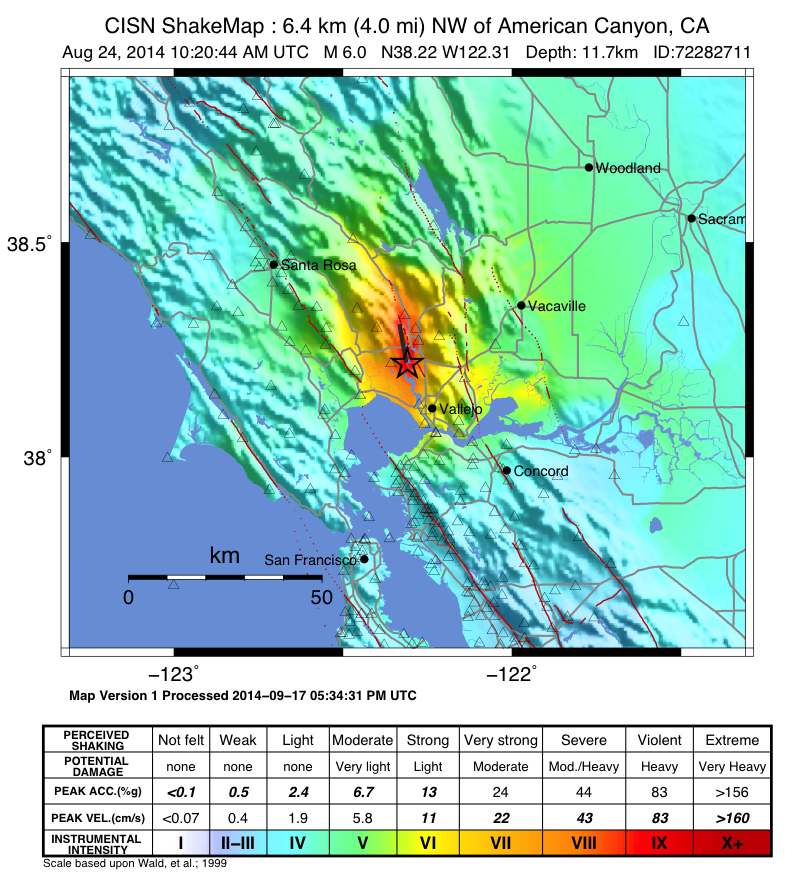 CISN ShakeMap : 6.4 km (4.0 mi) NW of American Canyon, CA
Aug 24, 2014 10:20:44 AM UTC M 6.0 N38.22 W122.31 Depth: 11.7km ID:72282711
Woodland
38.5°
Sacram
Santa Rosa
Vacaville
Vallejo
38°
Concord
km
San Francisco
0 50
−123° −122°
Map Version 1 Processed 2014−09−17 05:34:31 PM UTC
PERCEIVED SHAKING Not felt Weak Light Moderate Strong Very strong Severe Violent Extreme
POTENTIAL DAMAGE none none none Very light Light Moderate Mod./Heavy Heavy Very Heavy
PEAK ACC.(%g) <0.1 0.5 2.4 6.7 13 24 44 83 >156
PEAK VEL.(cm/s) <0.07 0.4 1.9 5.8 11 22 43 83 >160
INSTRUMENTAL INTENSITY I II−III IV V VI VII VIII IX X+
Scale based upon Wald, et al.; 1999